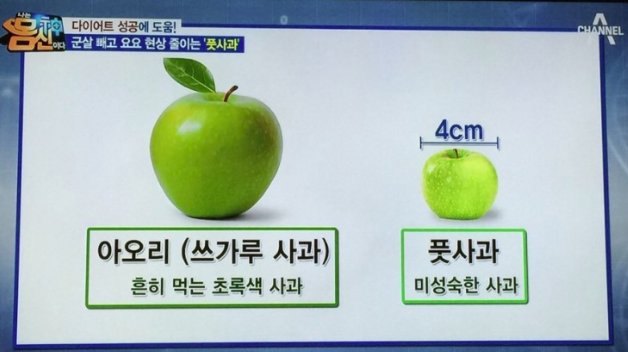 나는 몸신이다
다이어트 성공에 도움!
군살 빼고 요요 현상 줄이는 '풋사과'
CHANNEL A
4cm
아오리 (쓰가루 사과)
흔히 먹는 초록색 사과
풋사과
미성숙한 사과